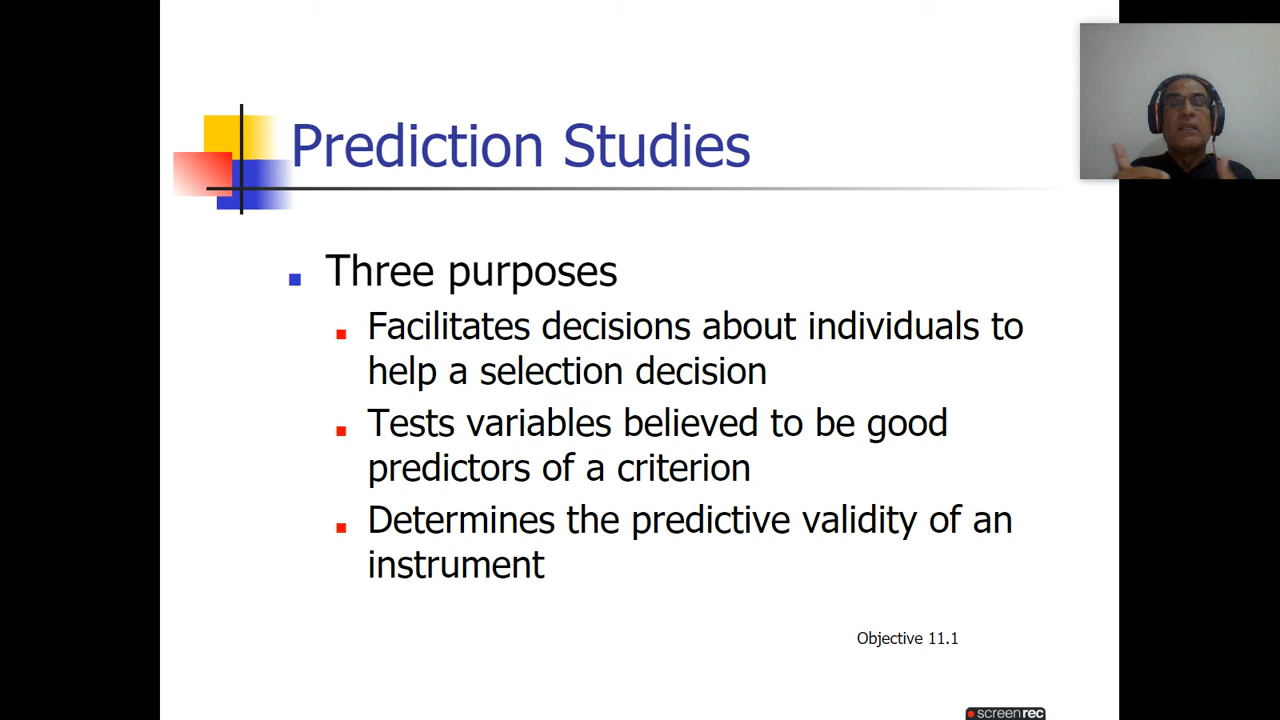 Prediction Studies
Three purposes
Facilitates decisions about individuals to
help a selection decision
Tests variables believed to be good
predictors of a criterion
Determines the predictive validity of an
instrument
Objective 11.1
screenrec